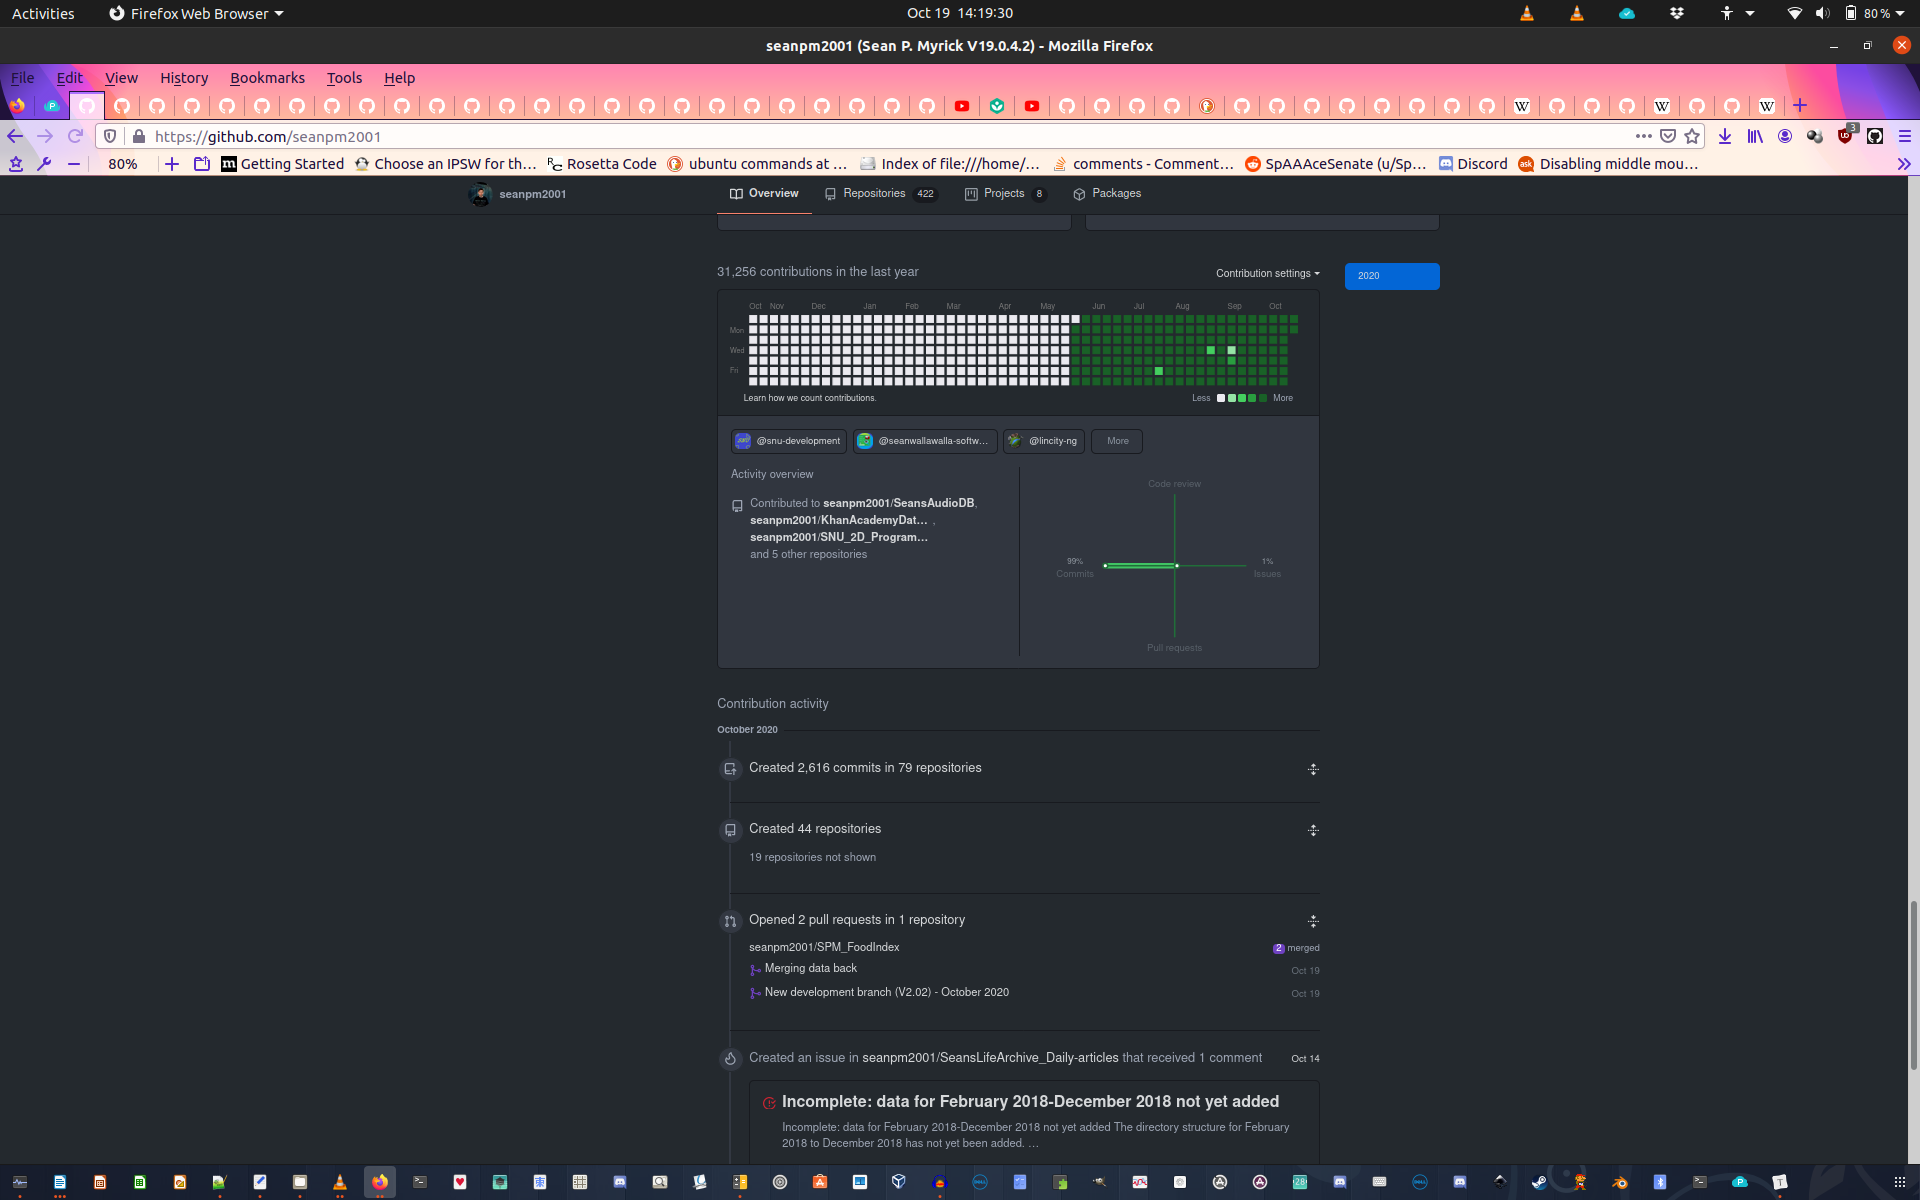 Activities
Firefox Web Browser
Oct 19 14:19:30
80 %
seanpm2001 (Sean P. Myrick V19.0.4.2) - Mozilla Firefox
File Edit View History Bookmarks Tools Help
https://github.com/seanpm2001
3
80%
Getting Started
Choose an IPSW for th…
Rosetta Code
ubuntu commands at …
Index of file:///home/…
comments - Comment…
SpAAAceSenate (u/Sp…
Discord
Disabling middle mou…
seanpm2001
Overview
Repositories 422
Projects 8
Packages
31,256 contributions in the last year
Contribution settings
2020
Oct Nov Dec Jan Feb Mar Apr May Jun Jul Aug Sep Oct
Mon
Wed
Fri
Learn how we count contributions.
Less
More
@snu-development
@seanwallawalla-softw…
@lincity-ng
More
Activity overview
Contributed to seanpm2001/SeansAudioDB,
seanpm2001/KhanAcademyDat… ,
seanpm2001/SNU_2D_Program…
and 5 other repositories
Code review
99%
Commits
1%
Issues
Pull requests
Contribution activity
October 2020
Created 2,616 commits in 79 repositories
Created 44 repositories
19 repositories not shown
Opened 2 pull requests in 1 repository
seanpm2001/SPM_FoodIndex
2 merged
Merging data back
Oct 19
New development branch (V2.02) - October 2020
Oct 19
Created an issue in seanpm2001/SeansLifeArchive_Daily-articles that received 1 comment
Oct 14
Incomplete: data for February 2018-December 2018 not yet added
Incomplete: data for February 2018-December 2018 not yet added The directory structure for February
2018 to December 2018 has not yet been added. …